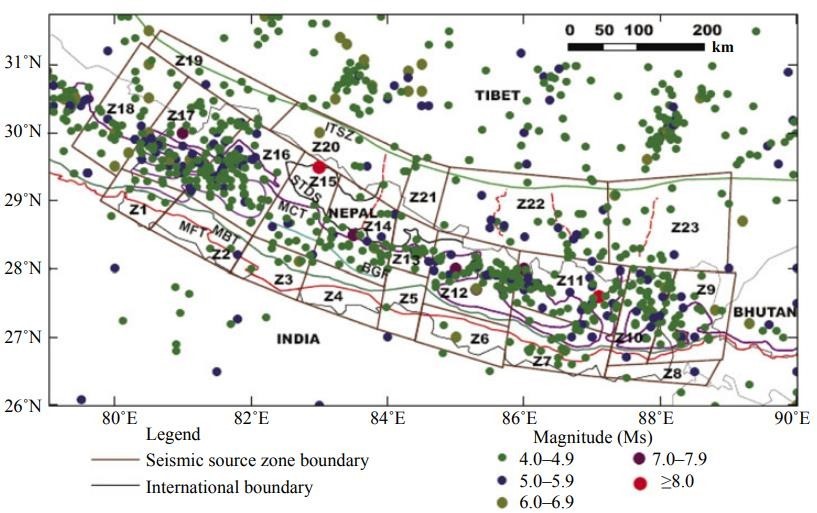 0 50 100 200
km
31°N
Z19
TIBET
Z18
Z17
30°N
ITSZ
Z20
Z16
STDS
Z15
29°N
Z21
Z22
Z1
MCT
NEPAL
Z14
Z23
MFT
MBT
Z2
28°N
BGF
Z13
Z3
Z12
Z11
Z9
Z4
Z5
BHUTAN
27°N
INDIA
Z6
Z10
Z7
Z8
26°N
80°E 82°E 84°E 86°E 88°E 90°E
Legend
Seismic source zone boundary
International boundary
Magnitude (Ms)
4.0–4.9
5.0–5.9
6.0–6.9
7.0–7.9
≥8.0